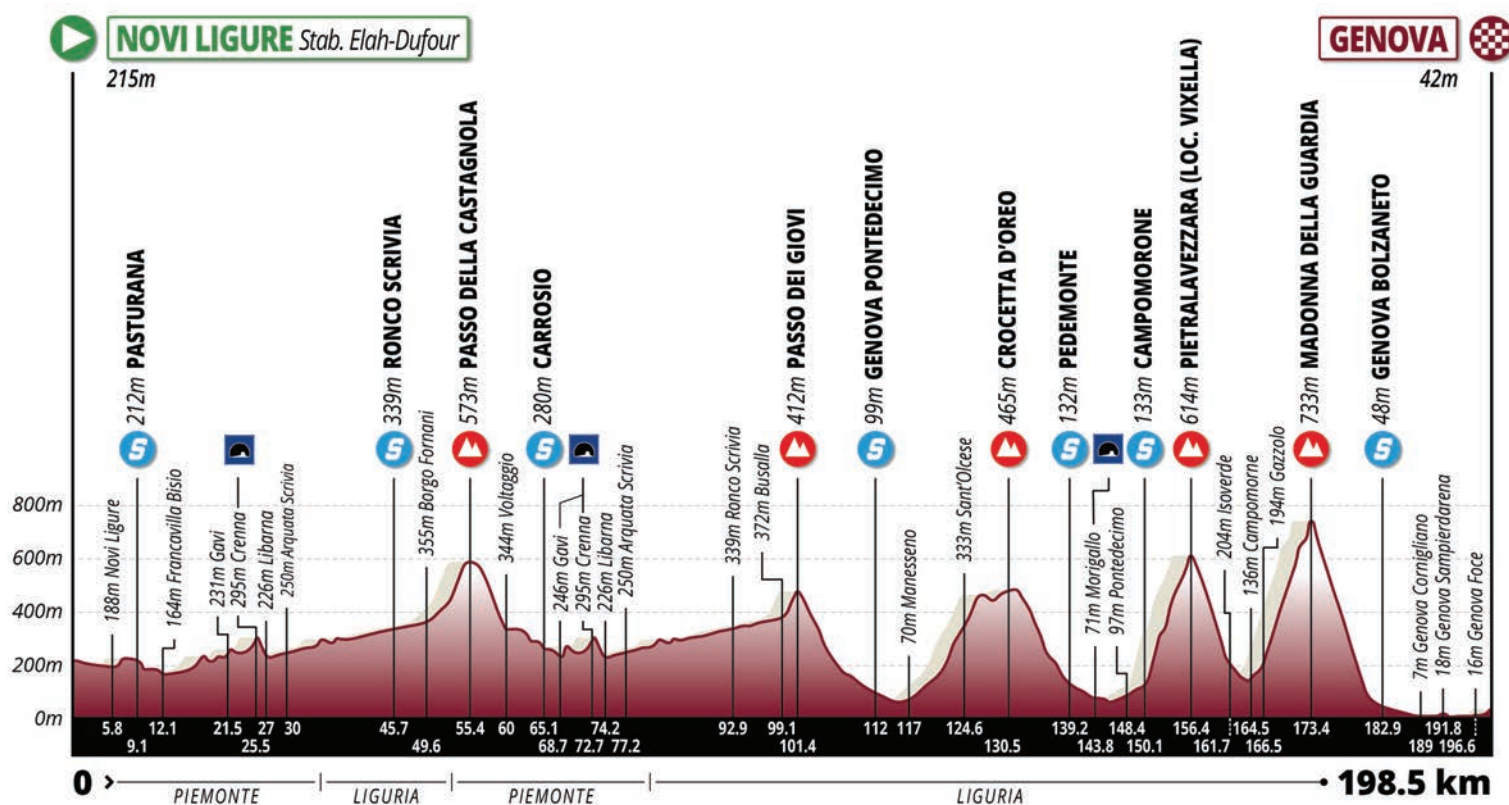 NOVI LIGURE Stab. Elah-Dufour
215m
GENOVA
42m
212m PASTURANA
339m RONCO SCRIVIA
573m PASSO DELLA CASTAGNOLA
280m CARROSIO
412m PASSO DEI GIOVI
99m GENOVA PONTEDECIMO
465m CROCETTA D'OREO
132m PEDEMONTE
133m CAMPOMORONE
614m PIETRALAVEZZARA (LOC. VIXELLA)
733m MADONNA DELLA GUARDIA
48m GENOVA BOLZANETO
S
S
S
S
S
S
S
188m Novi Ligure
164m Francavilla Bisio
231m Gavi
295m Crenna
226m Libarna
250m Arquata Scrivia
355m Borgo Fornani
344m Voltaggio
246m Gavi
295m Crenna
226m Libarna
250m Arquata Scrivia
339m Ronco Scrivia
372m Busalla
70m Manesseno
333m Sant'Olcese
71m Morigallo
97m Pontedecimo
204m Isoverde
136m Campomorne
194m Gazzolo
7m Genova Cornigliano
18m Genova Sampierdarena
16m Genova Foce
800m
600m
400m
200m
0m
5.8 12.1 21.5 27 30 45.7 55.4 60 65.1 74.2 92.9 99.1 112 117 124.6 139.2 148.4 156.4 164.5 173.4 182.9 191.8
9.1 25.5 49.6 68.7 72.7 77.2 101.4 130.5 143.8 150.1 161.7 166.5 189 196.6
0 198.5 km
PIEMONTE LIGURIA PIEMONTE LIGURIA